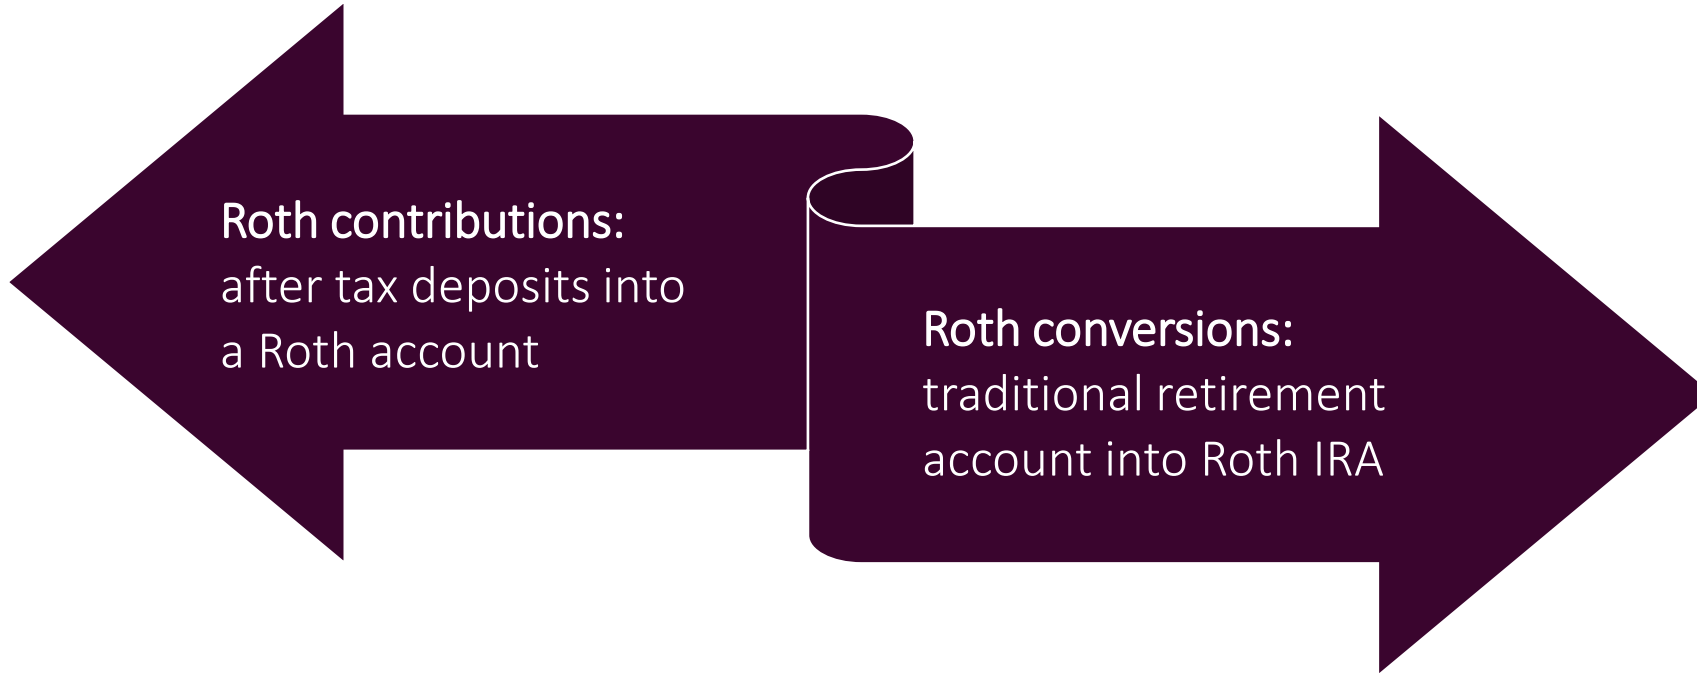 Roth contributions:
after tax deposits into
a Roth account
Roth conversions:
traditional retirement
account into Roth IRA